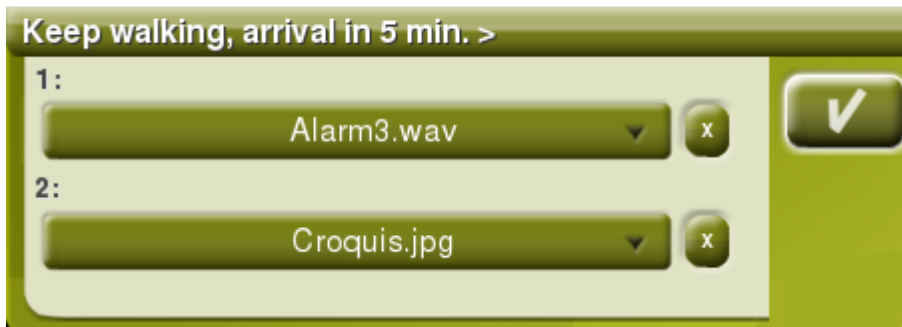 Keep walking, arrival in 5 min. >
1:
Alarm3.wav
x
2:
Croquis.jpg
x